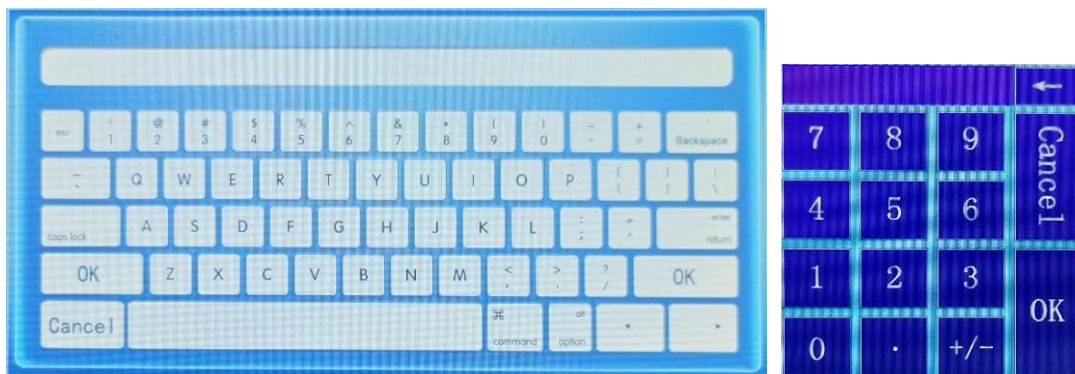 esc ! 1 @ 2 # 3 $ 4 % 5 ^ 6 & 7 * 8 ( 9 ) 0 - + = Backspace
~ Q W E R T Y U I O P { [ } ] | \
caps lock A S D F G H J K L : ; " ' enter return
OK Z X C V B N M < , > . ? / OK
Cancel ⌘ command alt option ◂ ▸
←
7 8 9 Cancel
4 5 6
1 2 3 OK
0 . +/-